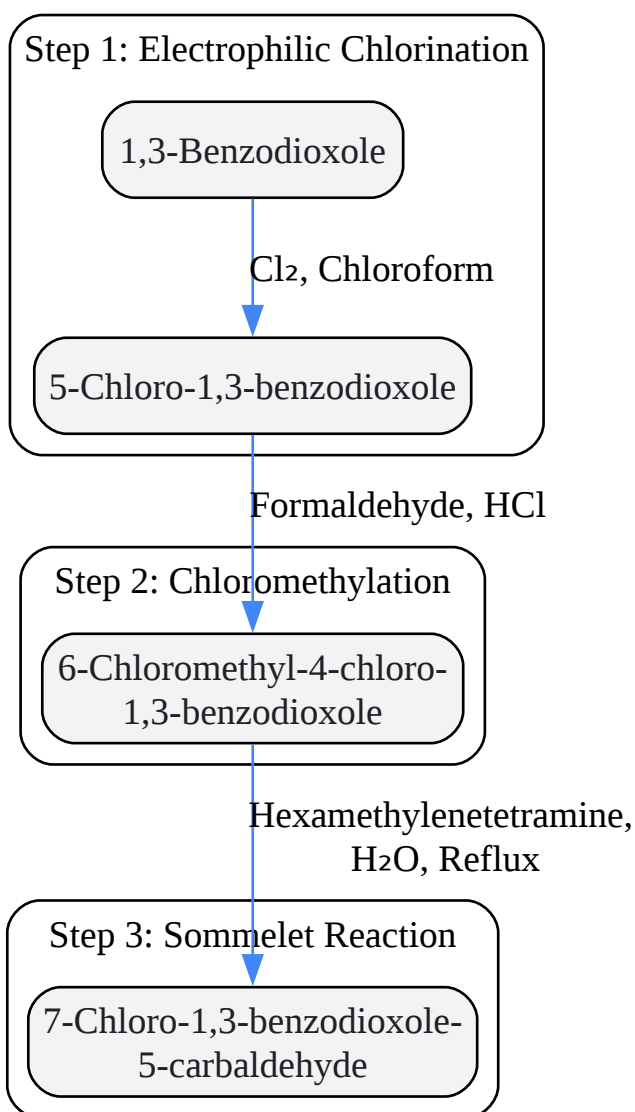 Step 1: Electrophilic Chlorination
1,3-Benzodioxole
Cl₂, Chloroform
5-Chloro-1,3-benzodioxole
Formaldehyde, HCl
Step 2: Chloromethylation
6-Chloromethyl-4-chloro-
1,3-benzodioxole
Hexamethylenetetramine,
H₂O, Reflux
Step 3: Sommelet Reaction
7-Chloro-1,3-benzodioxole-
5-carbaldehyde